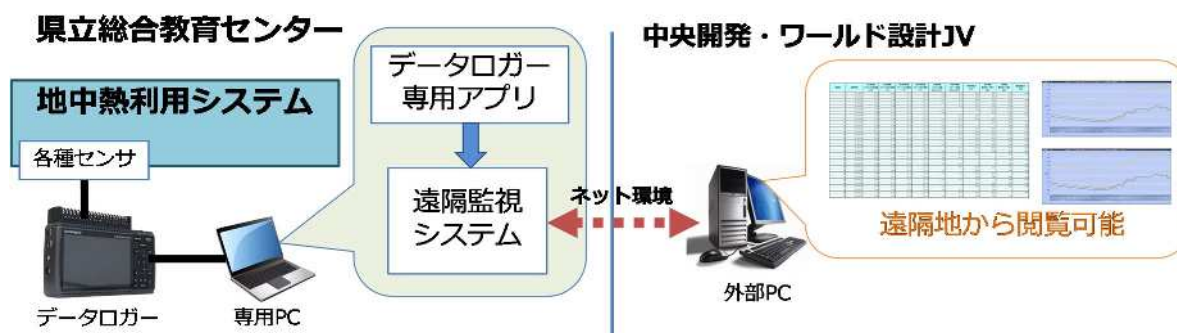 県立総合教育センター
地中熱利用システム
各種センサ
データロガー
専用PC
データロガー
専用アプリ
遠隔監視
システム
ネット環境
中央開発・ワールド設計JV
外部PC
遠隔地から閲覧可能